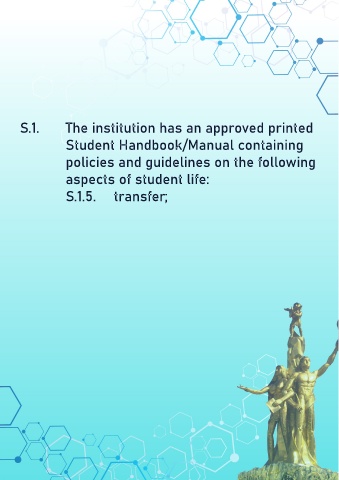 S.1. The institution has an approved printed
Student Handbook/Manual containing
policies and guidelines on the following
aspects of student life:
S.1.5. transfer;